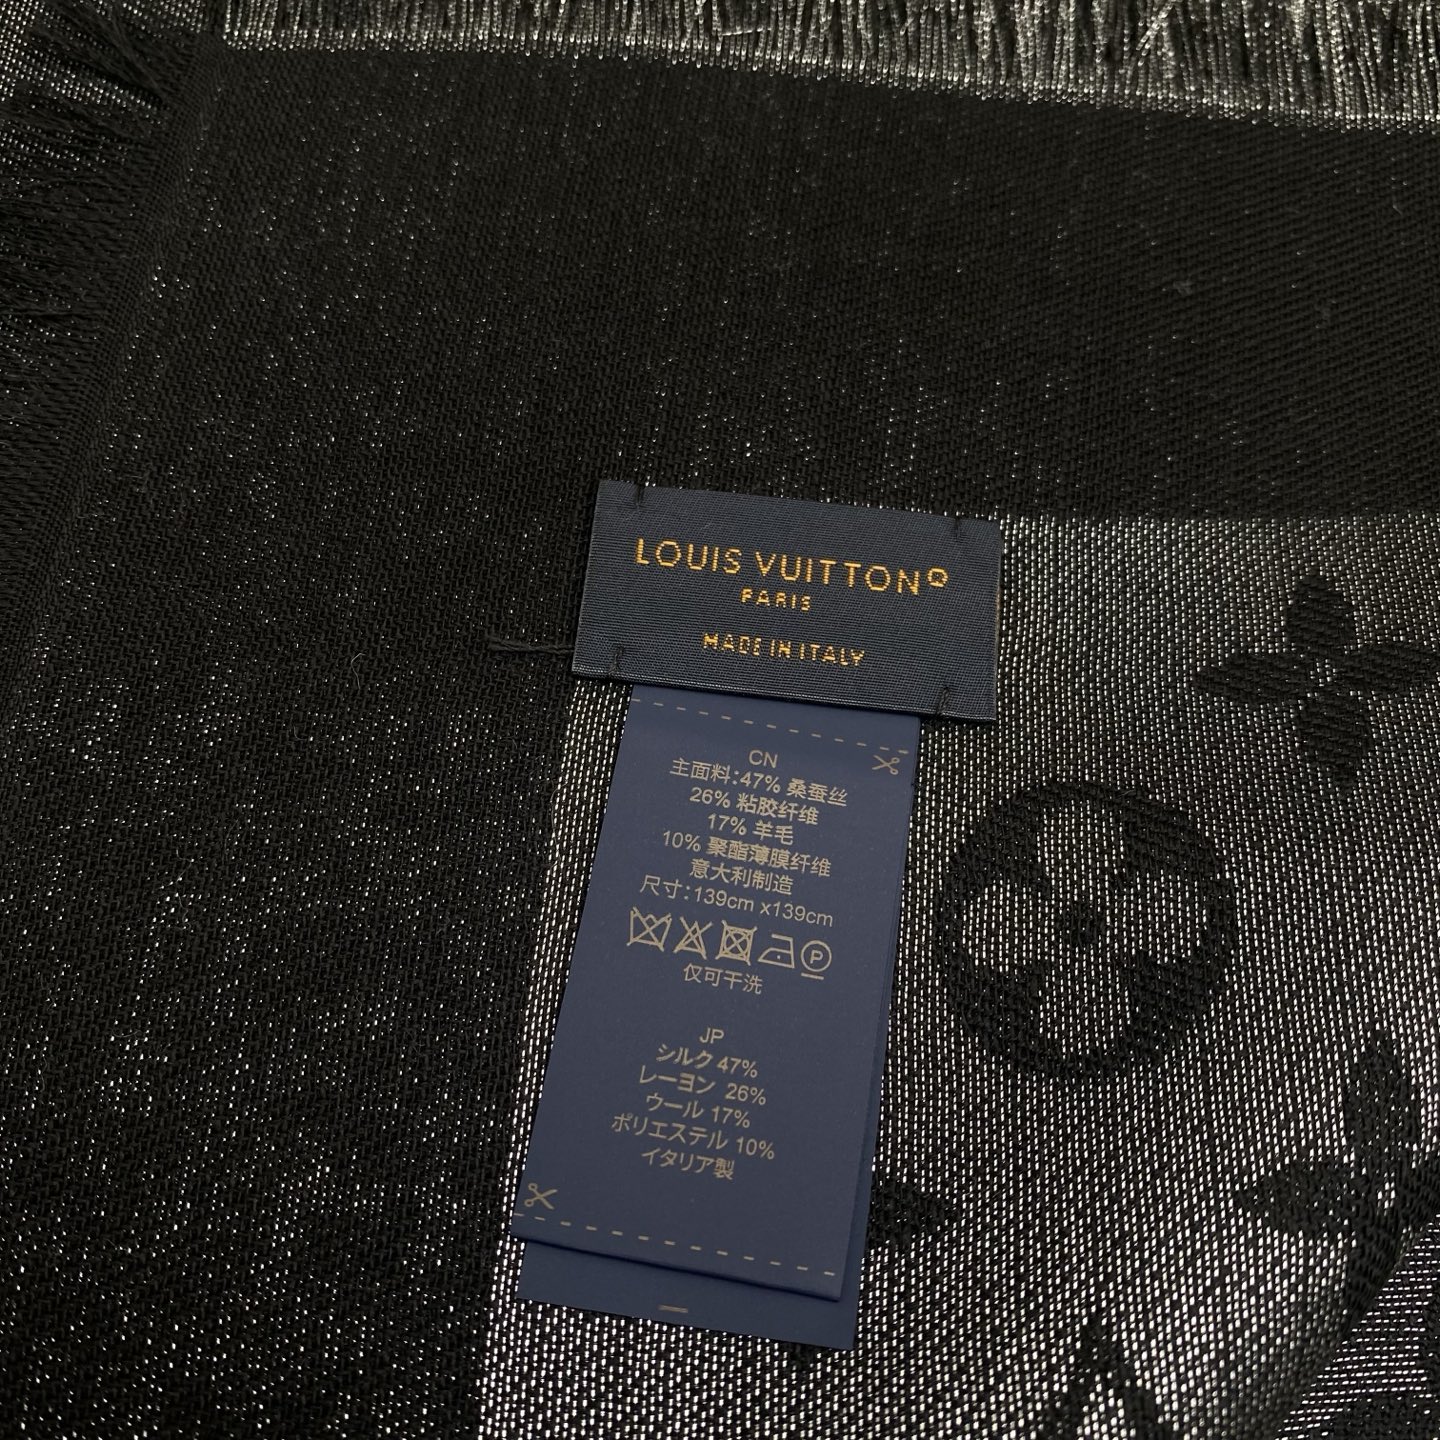 LOUIS VUITTON®
PARIS
MADE IN ITALY
CN
主面料:47% 桑蚕丝
26% 粘胶纤维
17% 羊毛
10% 聚酯薄膜纤维
意大利制造
尺寸:139cm x139cm
P
仅可干洗
JP
シルク 47%
レーヨン 26%
ウール 17%
ポリエステル 10%
イタリア製